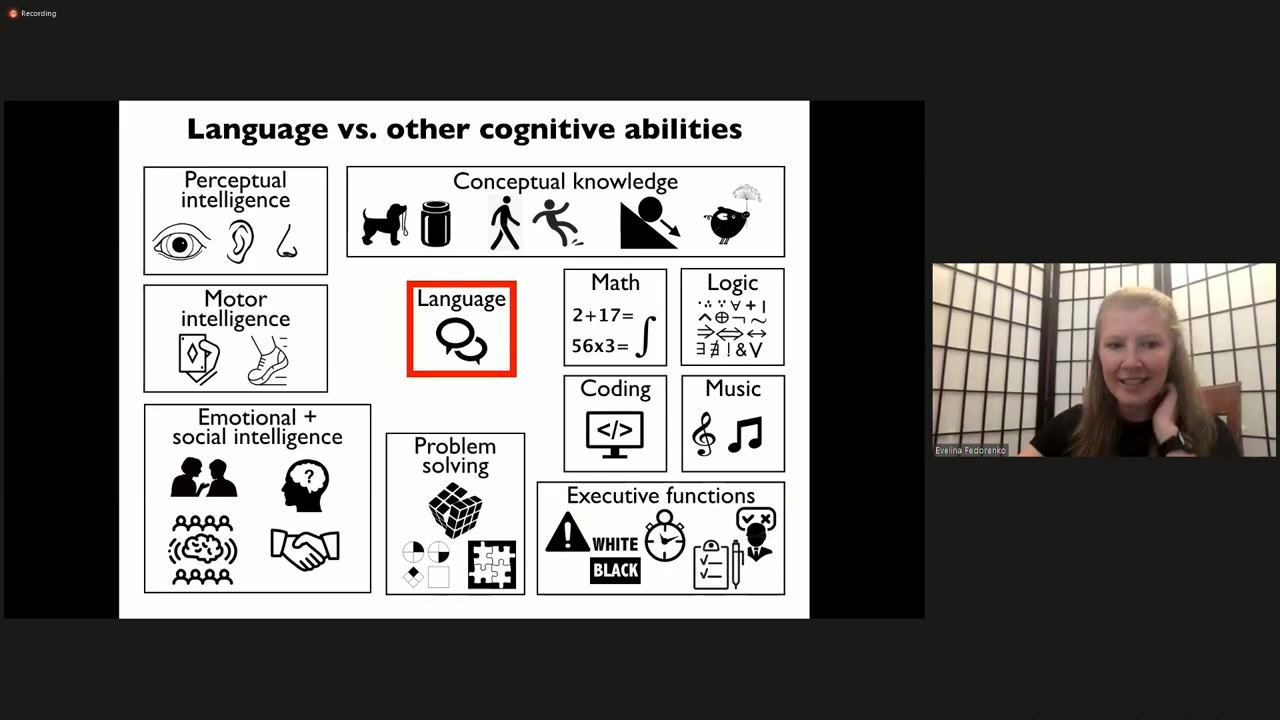 Recording
Language vs. other cognitive abilities
Perceptual
intelligence
Conceptual knowledge
Motor
intelligence
Language
Math
2+17=
56x3=
∫
Logic
Emotional +
social intelligence
?
Problem
solving
Coding
</>
Music
Executive functions
WHITE
BLACK
Evelina Fedorenko